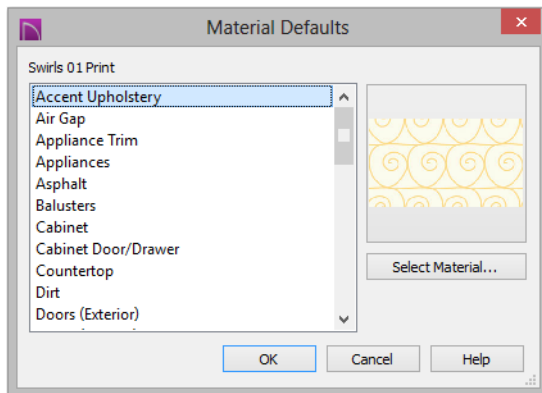 Material Defaults
Swirls 01 Print
Accent Upholstery
Air Gap
Appliance Trim
Appliances
Asphalt
Balusters
Cabinet
Cabinet Door/Drawer
Countertop
Dirt
Doors (Exterior)
Select Material...
OK
Cancel
Help